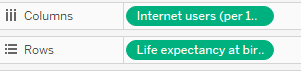 Columns Internet users (per 1..
Rows Life expectancy at bir..